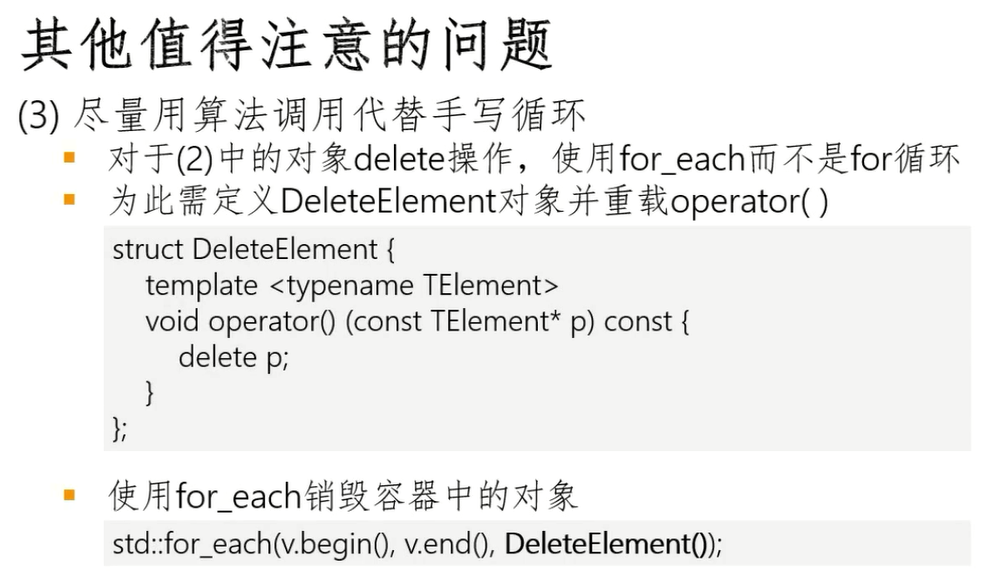 其他值得注意的问题
(3) 尽量用算法调用代替手写循环
对于(2)中的对象delete操作，使用for_each而不是for循环
为此需定义DeleteElement对象并重载operator( )
struct DeleteElement {
template <typename TElement>
void operator() (const TElement* p) const {
delete p;
}
};
使用for_each销毁容器中的对象
std::for_each(v.begin(), v.end(), DeleteElement());